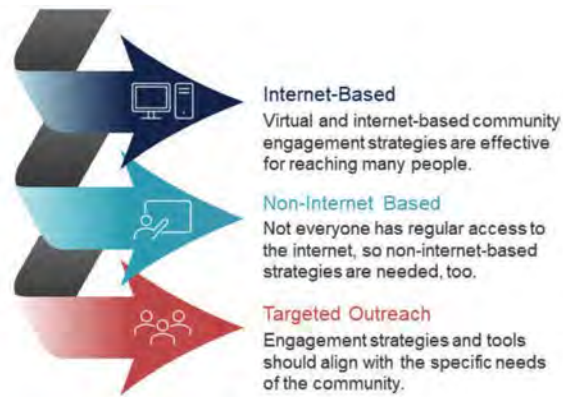 Internet-Based
Virtual and internet-based community
engagement strategies are effective
for reaching many people.
Non-Internet Based
Not everyone has regular access to
the internet, so non-internet-based
strategies are needed, too.
Targeted Outreach
Engagement strategies and tools
should align with the specific needs
of the community.